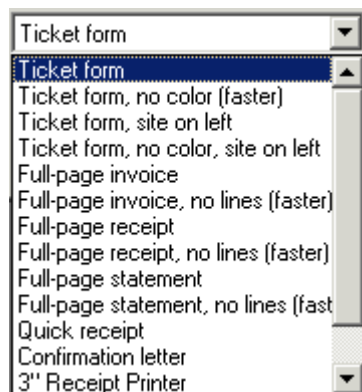 Ticket form
Ticket form
Ticket form, no color (faster)
Ticket form, site on left
Ticket form, no color, site on left
Full-page invoice
Full-page invoice, no lines (faster)
Full-page receipt
Full-page receipt, no lines (faster)
Full-page statement
Full-page statement, no lines (fast
Quick receipt
Confirmation letter
3" Receipt Printer